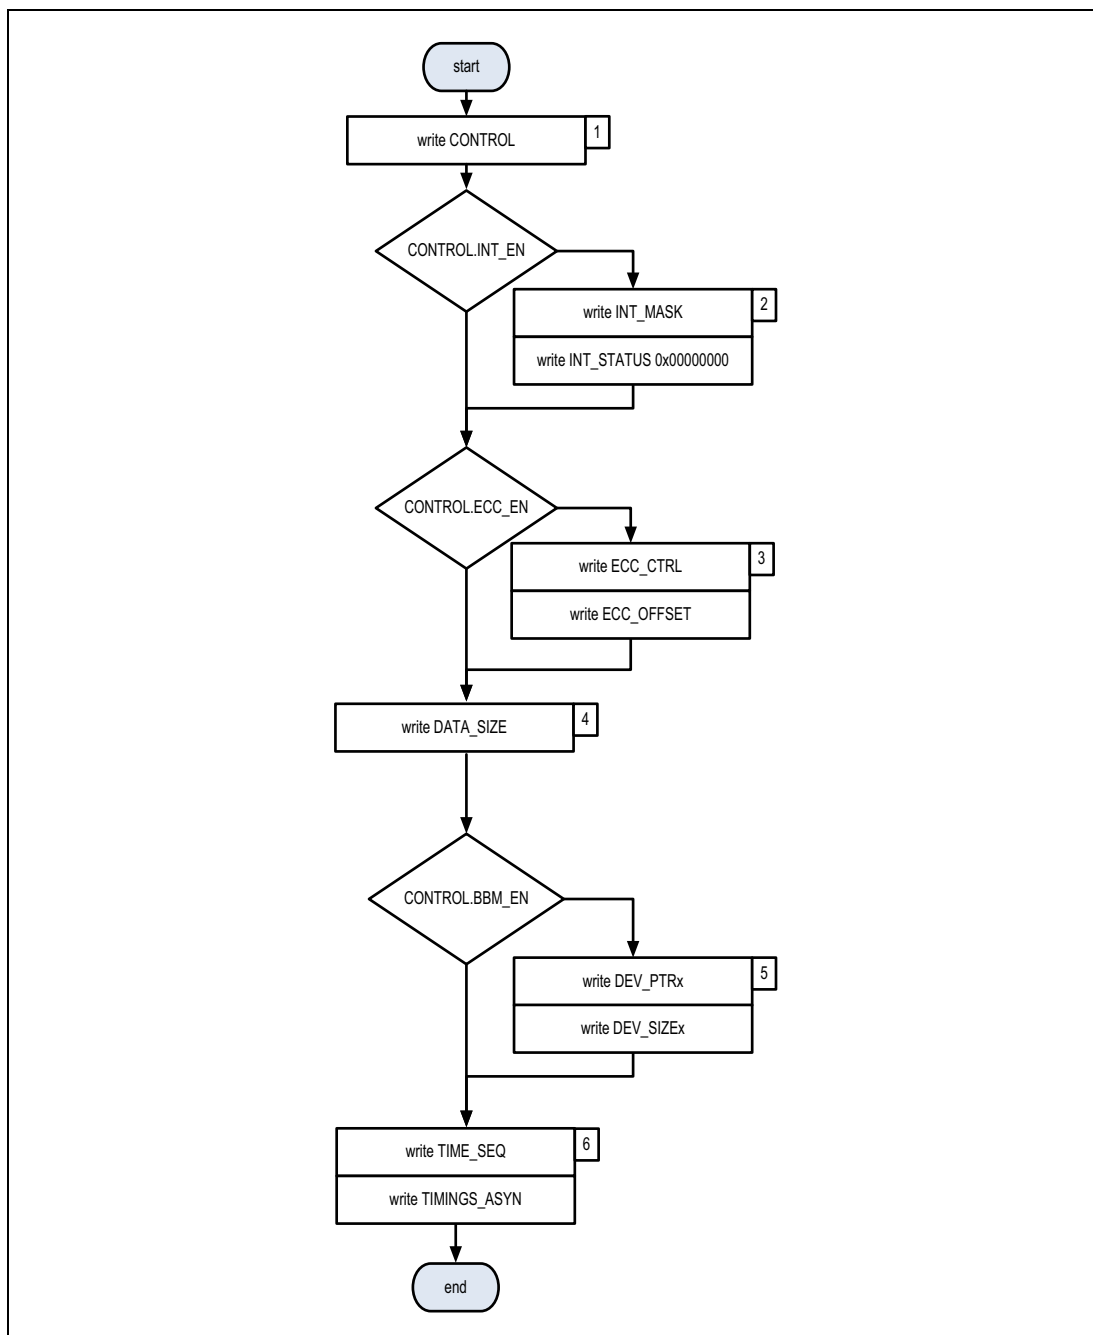 start
write CONTROL
1
CONTROL.INT_EN
write INT_MASK
2
write INT_STATUS 0x00000000
CONTROL.ECC_EN
write ECC_CTRL
3
write ECC_OFFSET
write DATA_SIZE
4
CONTROL.BBM_EN
write DEV_PTRx
5
write DEV_SIZEx
write TIME_SEQ
6
write TIMINGS_ASYN
end